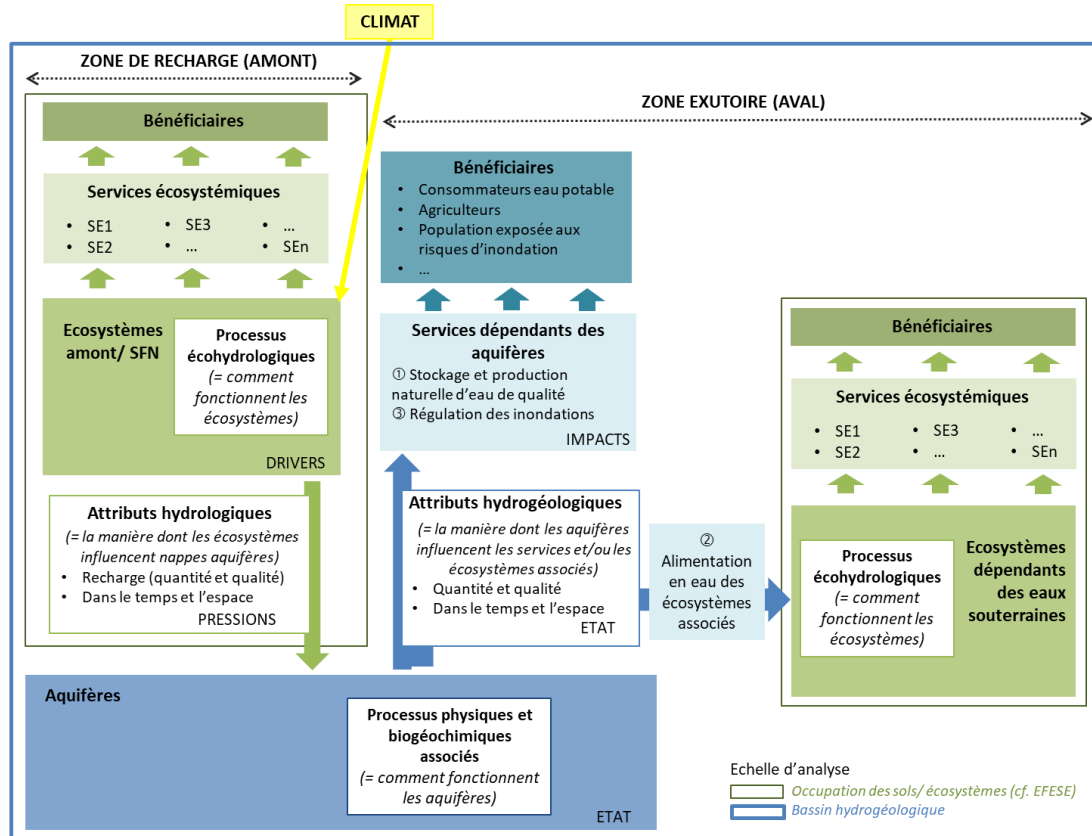 CLIMAT
ZONE DE RECHARGE (AMONT)
Bénéficiaires
Services écosystémiques
• SE1
• SE2
• SE3
• ...
• ...
• SEn
Ecosystèmes
amont/ SFN
Processus
écohydrologiques
(= comment
fonctionnent les
écosystèmes)
DRIVERS
Attributs hydrologiques
(= la manière dont les écosystèmes
influencent nappes aquifères)
• Recharge (quantité et qualité)
• Dans le temps et l'espace
PRESSIONS
ZONE EXUTOIRE (AVAL)
Bénéficiaires
• Consommateurs eau potable
• Agriculteurs
• Population exposée aux
risques d'inondation
• ...
Services dépendants des
aquifères
① Stockage et production
naturelle d'eau de qualité
③ Régulation des inondations
IMPACTS
Attributs hydrogéologiques
(= la manière dont les aquifères
influencent les services et/ou les
écosystèmes associés)
• Quantité et qualité
• Dans le temps et l'espace
ETAT
②
Alimentation
en eau des
écosystèmes
associés
Bénéficiaires
Services écosystémiques
• SE1
• SE2
• SE3
• ...
• ...
• SEn
Processus
écohydrologiques
(= comment
fonctionnent les
écosystèmes)
Ecosystèmes
dépendants
des eaux
souterraines
Aquifères
Processus physiques et
biogéochimiques
associés
(= comment fonctionnent
les aquifères)
ETAT
Echelle d'analyse
Occupation des sols/ écosystèmes (cf. EFESE)
Bassin hydrogéologique